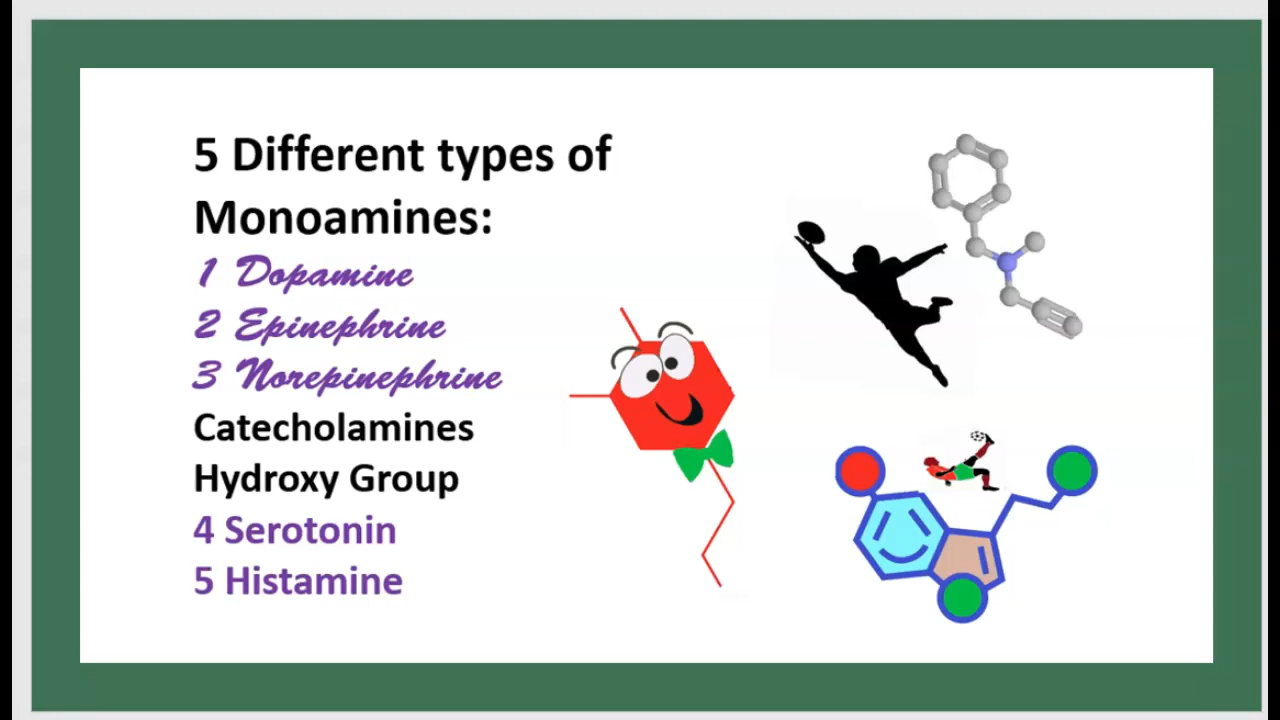 5 Different types of
Monoamines:
1 Dopamine
2 Epinephrine
3 Norepinephrine
Catecholamines
Hydroxy Group
4 Serotonin
5 Histamine